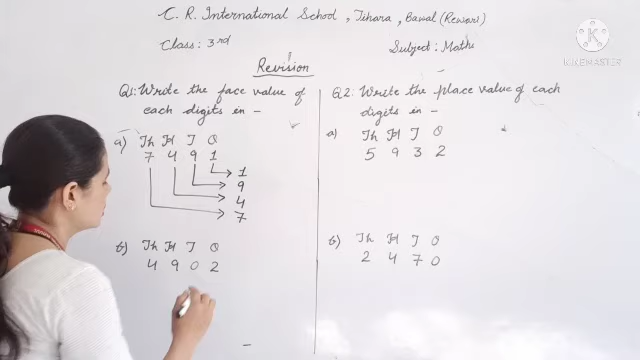 C. R. International School, Jihara, Bawal (Rewari)
Class: 3rd
Subject: Maths
Revision
Q1: Write the face value of
each digits in -
a) Th H T O
7 4 9 1
1
9
4
7
b) Th H T O
4 9 0 2
Q2: Write the place value of each
digits in -
a) Th H T O
5 9 3 2
b) Th H T O
2 4 7 0
K
KINEMASTER